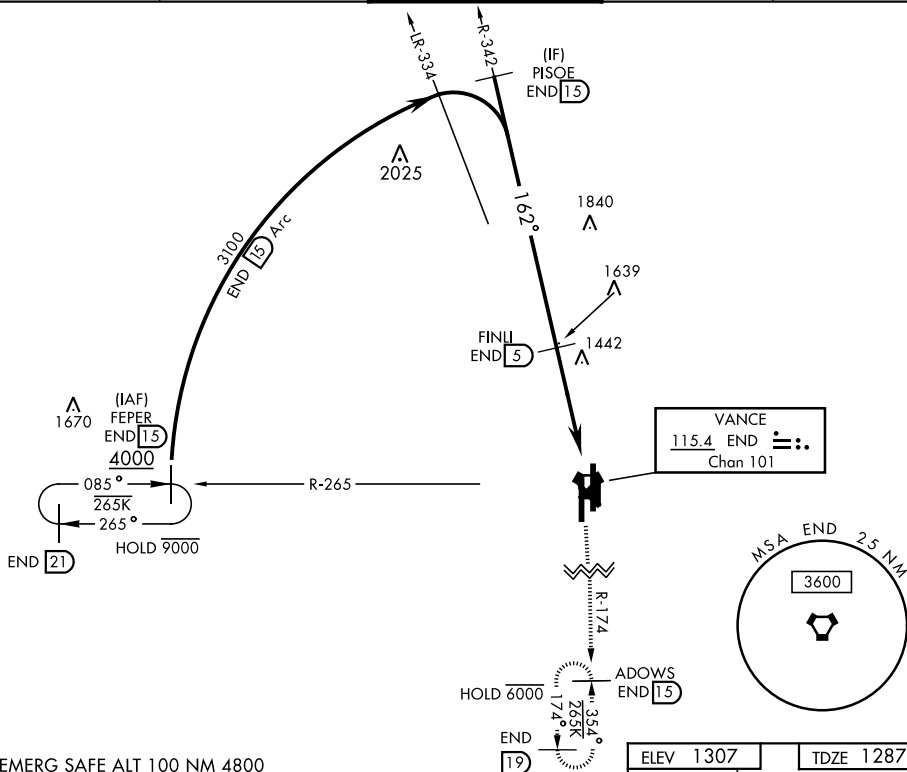 LR-334
R-342
(IF)
PISOE
END 15
2025
162°
1840
3100
END 15 Arc
1639
FINLI
END 5
1442
1670
(IAF)
FEPER
END 15
4000
VANCE
115.4 END
Chan 101
085°
265K
265°
R-265
HOLD 9000
END 21
MSA END 25 NM
3600
R-174
ADOWS
END 15
HOLD 6000
174°
265K
354°
END
19
EMERG SAFE ALT 100 NM 4800
ELEV 1307
TDZE 1287